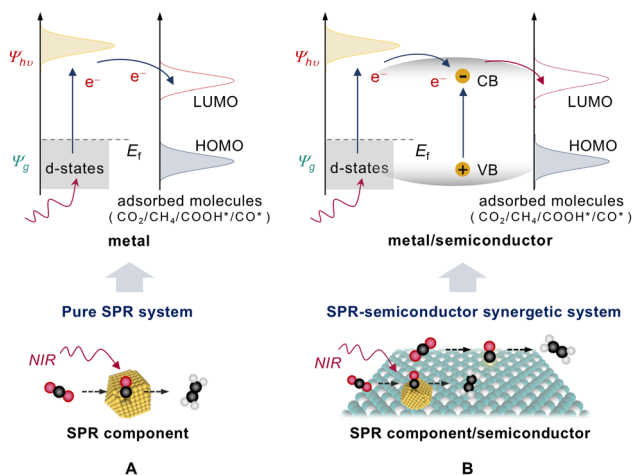 Ψhυ
e⁻
e⁻
LUMO
HOMO
Ψg
d-states
Ef
adsorbed molecules
(CO₂/CH₄/COOH*/CO*)
metal
Pure SPR system
NIR
SPR component
A
Ψhυ
e⁻
e⁻
CB
LUMO
HOMO
Ψg
d-states
Ef
VB
adsorbed molecules
(CO₂/CH₄/COOH*/CO*)
metal/semiconductor
SPR-semiconductor synergetic system
NIR
SPR component/semiconductor
B